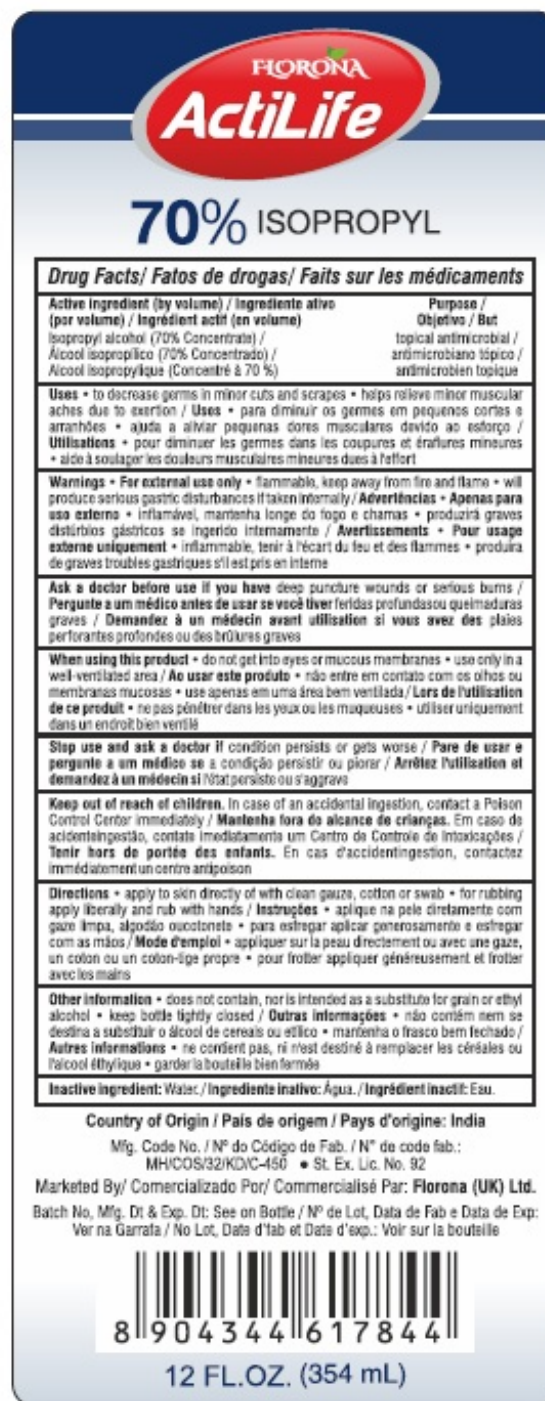 FLORONA
ActiLife
70% ISOPROPYL
Drug Facts/ Fatos de drogas/ Faits sur les médicaments
Active ingredient (by volume) / Ingrediente ativo
(por volume) / Ingrédient actif (en volume)
Isopropyl alcohol (70% Concentrate) /
Álcool isopropílico (70% Concentrado) /
Alcool isopropylique (Concentré à 70 %)
Purpose /
Objetivo / But
topical antimicrobial /
antimicrobiano tópico /
antimicrobien topique
Uses • to decrease germs in minor cuts and scrapes • helps relieve minor muscular
aches due to exertion / Uses • para diminuir os germes em pequenos cortes e
arranhões • ajuda a aliviar pequenas dores musculares devido ao esforço /
Utilisations • pour diminuer les germes dans les coupures et éraflures mineures
• aide à soulager les douleurs musculaires mineures dues à l'effort
Warnings • For external use only • flammable, keep away from fire and flame • will
produce serious gastric disturbances if taken internally / Advertências • Apenas para
uso externo • inflamável, mantenha longe do fogo e chamas • produzirá graves
distúrbios gástricos se ingerido internamente / Avertissements • Pour usage
externe uniquement • inflammable, tenir à l'écart du feu et des flammes • produira
de graves troubles gastriques s'il est pris en interne
Ask a doctor before use if you have deep puncture wounds or serious burns /
Pergunte a um médico antes de usar se você tiver feridas profundasou queimaduras
graves / Demandez à un médecin avant utilisation si vous avez des plaies
perforantes profondes ou des brûlures graves
When using this product • do not get into eyes or mucous membranes • use only in a
well-ventilated area / Ao usar este produto • não entre em contato com os olhos ou
membranas mucosas • use apenas em uma área bem ventilada / Lors de l'utilisation
de ce produit • ne pas pénétrer dans les yeux ou les muqueuses • utiliser uniquement
dans un endroit bien ventilé
Stop use and ask a doctor if condition persists or gets worse / Pare de usar e
pergunte a um médico se a condição persistir ou piorar / Arrêtez l'utilisation et
demandez à un médecin si l'état persiste ou s'aggrave
Keep out of reach of children. In case of an accidental ingestion, contact a Poison
Control Center immediately / Mantenha fora do alcance de crianças. Em caso de
acidenteingestão, contate imediatamente um Centro de Controle de Intoxicações /
Tenir hors de portée des enfants. En cas d'accidentingestion, contactez
immédiatement un centre antipoison
Directions • apply to skin directly of with clean gauze, cotton or swab • for rubbing
apply liberally and rub with hands / Instruções • aplique na pele diretamente com
gaze limpa, algodão oucotonete • para esfregar aplicar generosamente e esfregar
com as mãos / Mode d'emploi • appliquer sur la peau directement ou avec une gaze,
un coton ou un coton-tige propre • pour frotter appliquer généreusement et frotter
avec les mains
Other information • does not contain, nor is intended as a substitute for grain or ethyl
alcohol • keep bottle tightly closed / Outras informações • não contém nem se
destina a substituir o álcool de cereais ou etílico • mantenha o frasco bem fechado /
Autres informations • ne contient pas, ni n'est destiné à remplacer les céréales ou
l'alcool éthylique • garder la bouteille bien fermée
Inactive ingredient: Water. / Ingrediente inativo: Água. / Ingrédient inactif: Eau.
Country of Origin / País de origem / Pays d'origine: India
Mfg. Code No. / Nº do Código de Fab. / N° de code fab.:
MH/COS/32/KD/C-450 • St. Ex. Lic. No. 92
Marketed By/ Comercializado Por/ Commercialisé Par: Florona (UK) Ltd.
Batch No, Mfg. Dt & Exp. Dt: See on Bottle / Nº de Lot, Data de Fab e Data de Exp:
Ver na Garrafa / No Lot, Date d'fab et Date d'exp.: Voir sur la bouteille
8 904344 617844
12 FL.OZ. (354 mL)